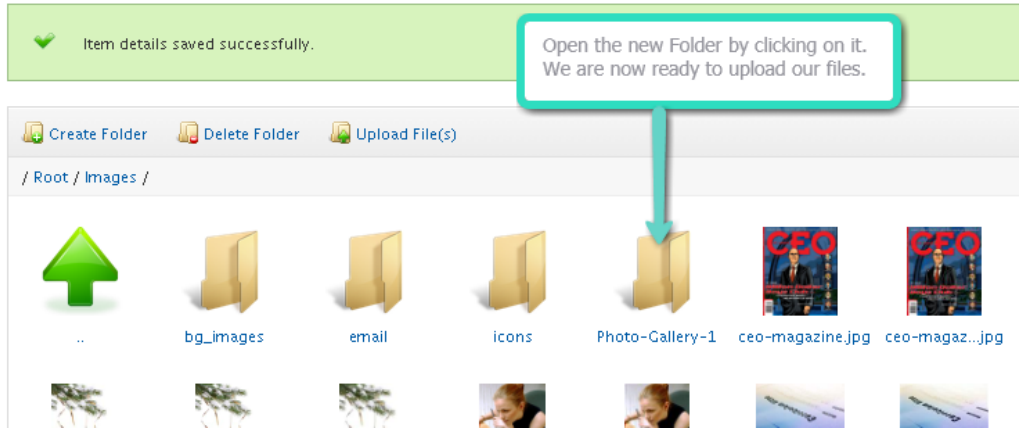 Item details saved successfully.
Open the new Folder by clicking on it.
We are now ready to upload our files.
Create Folder
Delete Folder
Upload File(s)
/ Root / Images /
..
bg_images
email
icons
Photo-Gallery-1
ceo-magazine.jpg
ceo-magaz...jpg
CEO
CEO